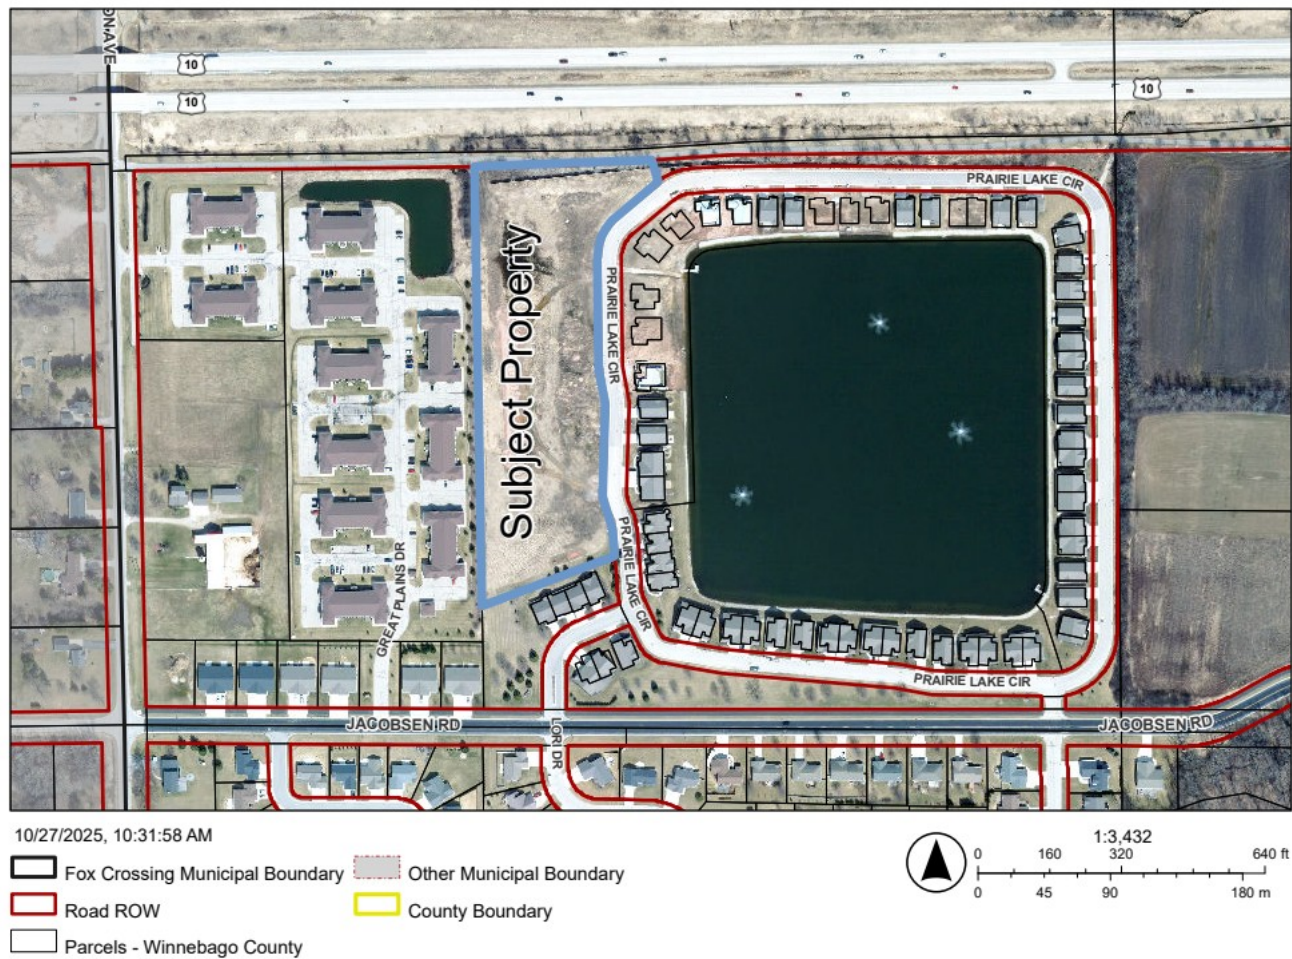 ON AVE
10
10
10
PRAIRIE LAKE CIR
Subject Property
PRAIRIE LAKE CIR
PRAIRIE LAKE CIR
GREAT PLAINS DR
PRAIRIE LAKE CIR
JACOBSEN RD
LORI DR
JACOBSEN RD
10/27/2025, 10:31:58 AM
Fox Crossing Municipal Boundary
Other Municipal Boundary
Road ROW
County Boundary
Parcels - Winnebago County
1:3,432
0 160 320 640 ft
0 45 90 180 m